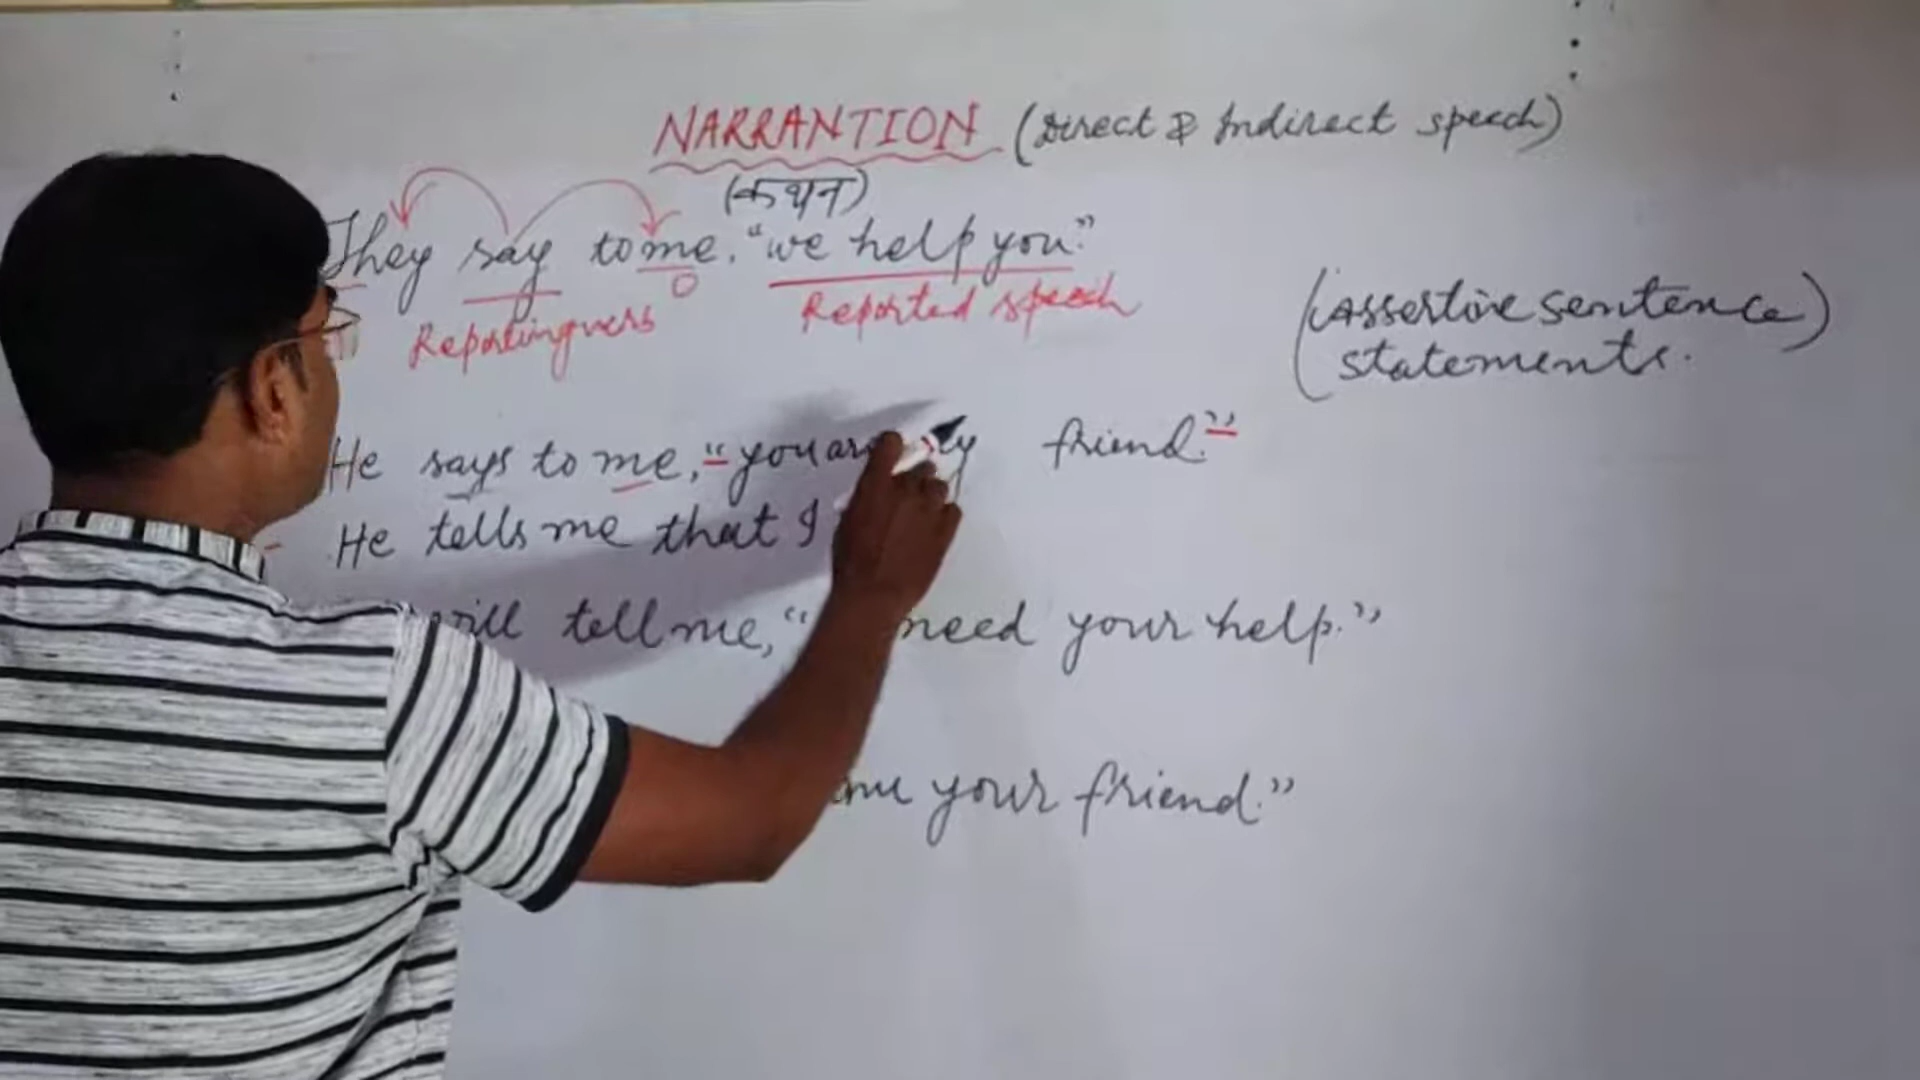 NARRANTION (Direct & Indirect speech)
(कथन)
They say to me, "we help you."
Reporting verb O Reported speech
(Assertive sentence)
statements.
He says to me, "you are my friend."
He tells me that I
will tell me, " need your help."
your friend."